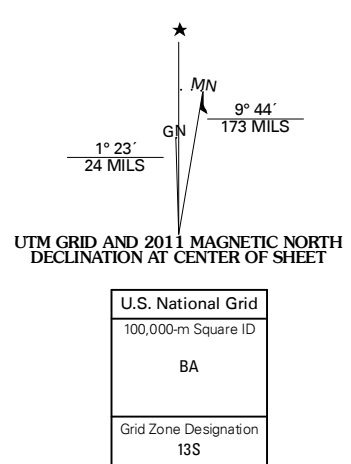 ★
MN
9° 44´
173 MILS
GN
1° 23´
24 MILS
UTM GRID AND 2011 MAGNETIC NORTH
DECLINATION AT CENTER OF SHEET
U.S. National Grid
100,000-m Square ID
BA
Grid Zone Designation
13S